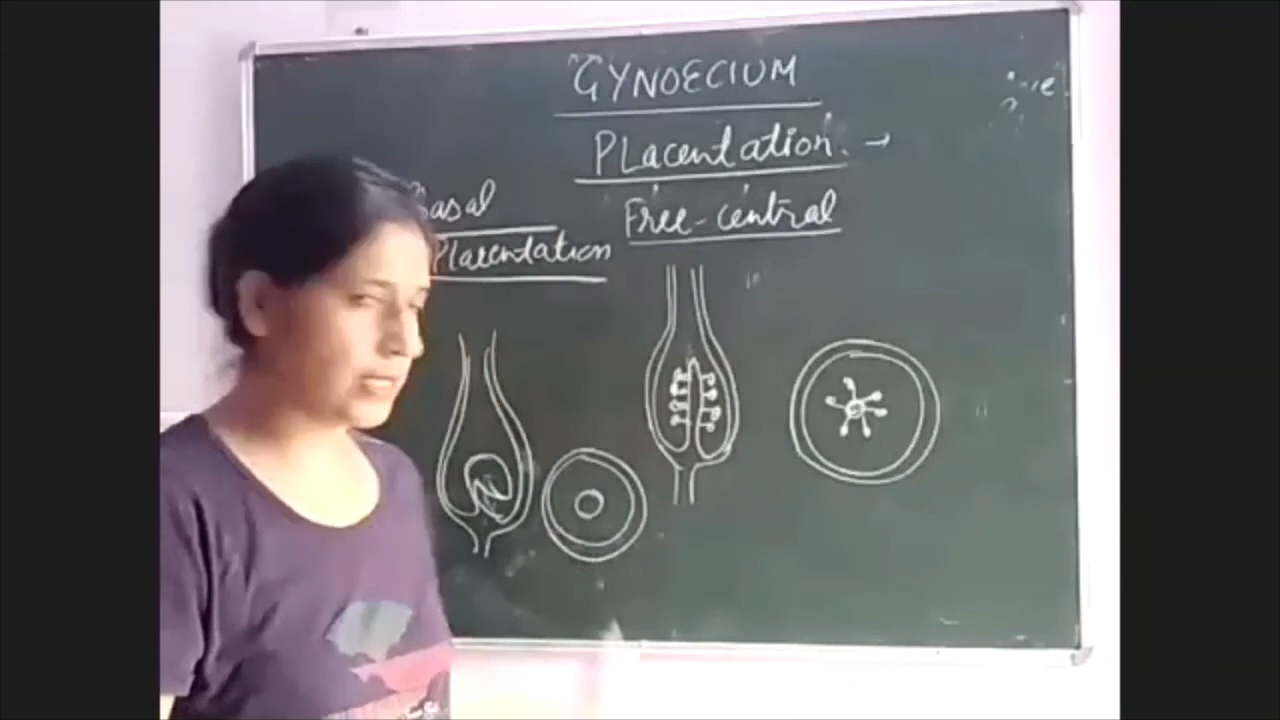 GYNOECIUM
Placentation. →
Basal
Placentation
Free-central